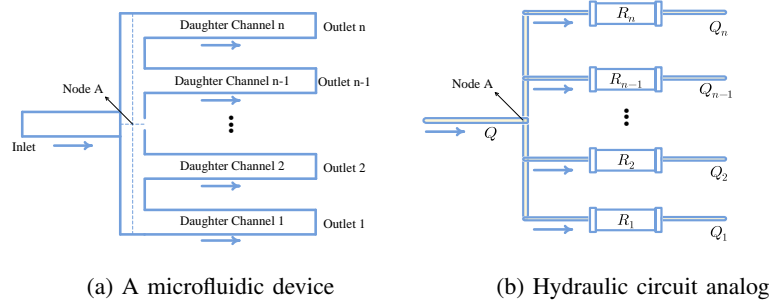 Daughter Channel n
Outlet n
Node A
Daughter Channel n-1
Outlet n-1
Inlet
Daughter Channel 2
Outlet 2
Daughter Channel 1
Outlet 1
(a) A microfluidic device
R_n
Q_n
Node A
R_{n-1}
Q_{n-1}
Q
R_2
Q_2
R_1
Q_1
(b) Hydraulic circuit analog